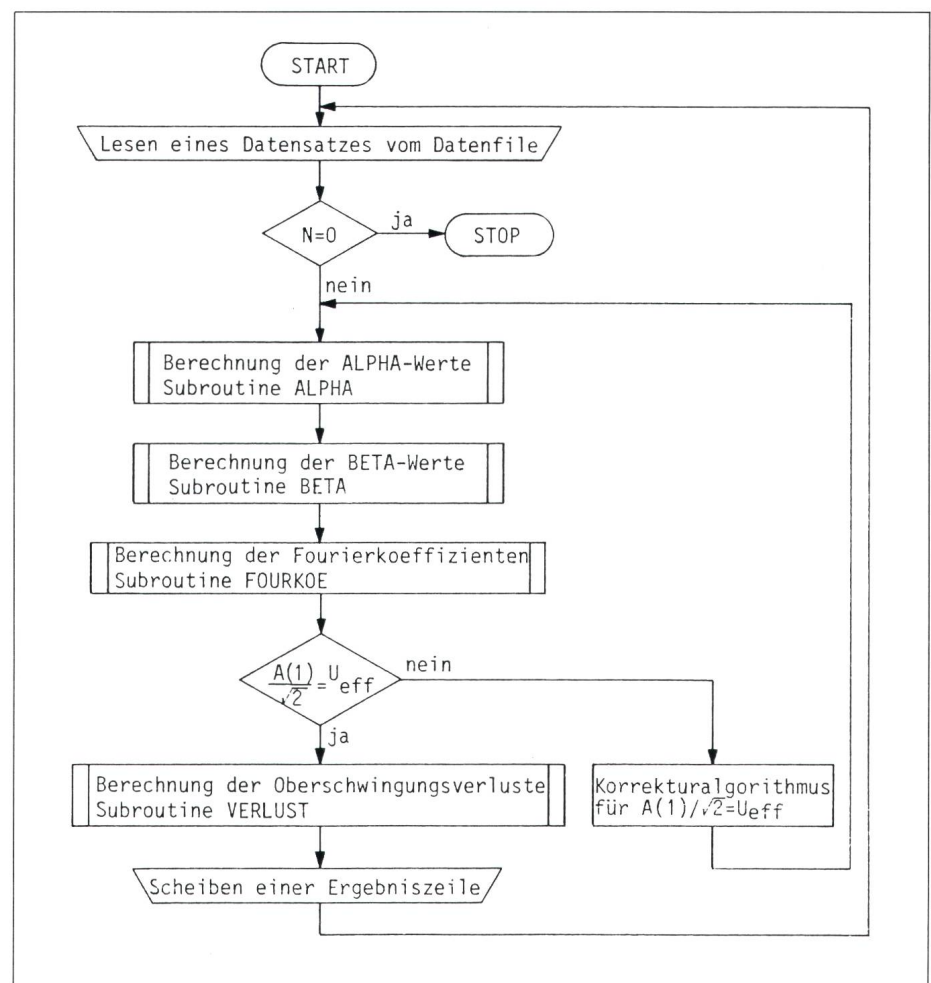 START
Lesen eines Datensatzes vom Datenfile
N=0
ja
STOP
nein
Berechnung der ALPHA-Werte
Subroutine ALPHA
Berechnung der BETA-Werte
Subroutine BETA
Berechnung der Fourierkoeffizienten
Subroutine FOURKOE
A(1)/√2=Ueff
nein
ja
Berechnung der Oberschwingungsverluste
Subroutine VERLUST
Korrekturalgorithmus
für A(1)/√2=Ueff
Scheiben einer Ergebniszeile